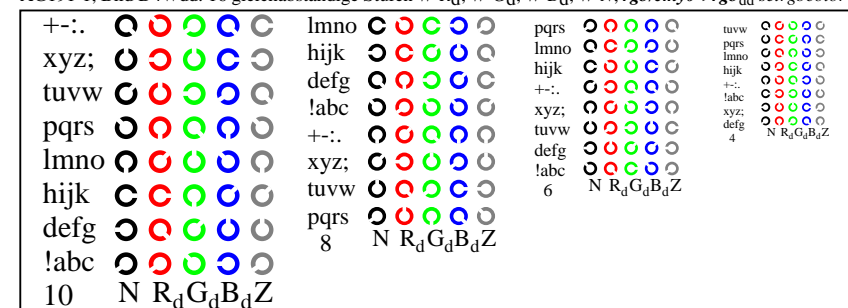 +-:.
xyz;
tuvw
pqrs
lmno
hijk
defg
!abc
10 N RdGdBdZ
lmno
hijk
defg
!abc
+-:.
xyz;
tuvw
pqrs
8 N RdGdBdZ
pqrs
lmno
hijk
+-:.
xyz;
tuvw
defg
!abc
6 N RdGdBdZ
tuvw
pqrs
lmno
hijk
+-:.
!abc
xyz;
defg
4 N RdGdBdZ